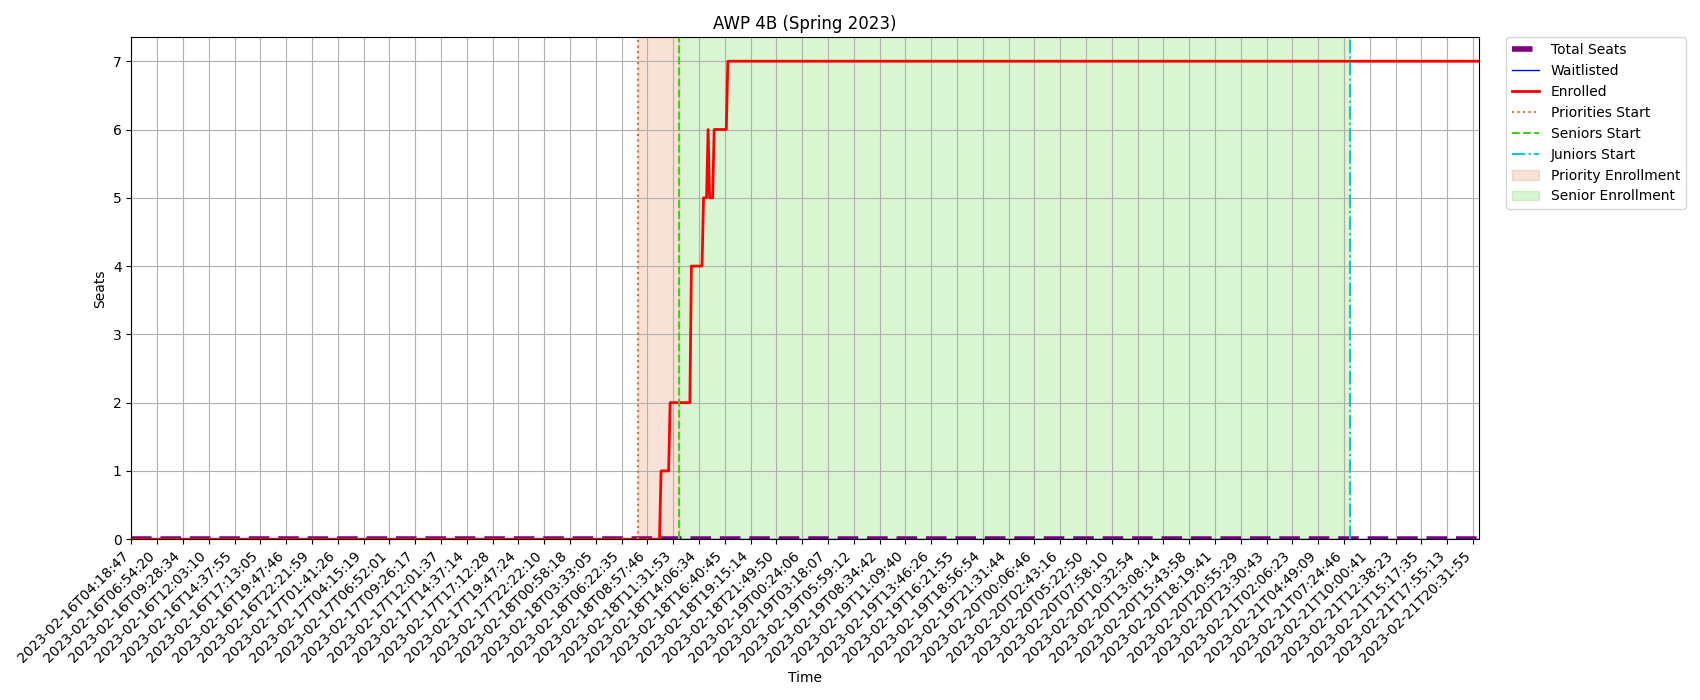 AWP 4B (Spring 2023)
Total Seats
Waitlisted
Enrolled
Priorities Start
Seniors Start
Juniors Start
Priority Enrollment
Senior Enrollment
Seats
7
6
5
4
3
2
1
0
2023-02-16T04:18:47
2023-02-16T06:54:20
2023-02-16T09:28:34
2023-02-16T12:03:10
2023-02-16T14:37:55
2023-02-16T17:13:05
2023-02-16T19:47:46
2023-02-16T22:21:59
2023-02-17T01:41:26
2023-02-17T04:15:19
2023-02-17T06:52:01
2023-02-17T09:26:17
2023-02-17T12:01:37
2023-02-17T14:37:14
2023-02-17T17:12:28
2023-02-17T19:47:24
2023-02-17T22:22:10
2023-02-18T00:58:18
2023-02-18T03:33:05
2023-02-18T06:22:35
2023-02-18T08:57:46
2023-02-18T11:31:53
2023-02-18T14:06:34
2023-02-18T16:40:45
2023-02-18T19:15:14
2023-02-18T21:49:50
2023-02-19T00:24:06
2023-02-19T03:18:07
2023-02-19T05:59:12
2023-02-19T08:34:42
2023-02-19T11:09:40
2023-02-19T13:46:26
2023-02-19T16:21:55
2023-02-19T18:56:54
2023-02-19T21:31:44
2023-02-20T00:06:46
2023-02-20T02:43:16
2023-02-20T05:22:50
2023-02-20T07:58:10
2023-02-20T10:32:54
2023-02-20T13:08:14
2023-02-20T15:43:58
2023-02-20T18:19:41
2023-02-20T20:55:29
2023-02-20T23:30:43
2023-02-21T02:06:23
2023-02-21T04:49:09
2023-02-21T07:24:46
2023-02-21T10:00:41
2023-02-21T12:38:23
2023-02-21T15:17:35
2023-02-21T17:55:13
2023-02-21T20:31:55
Time